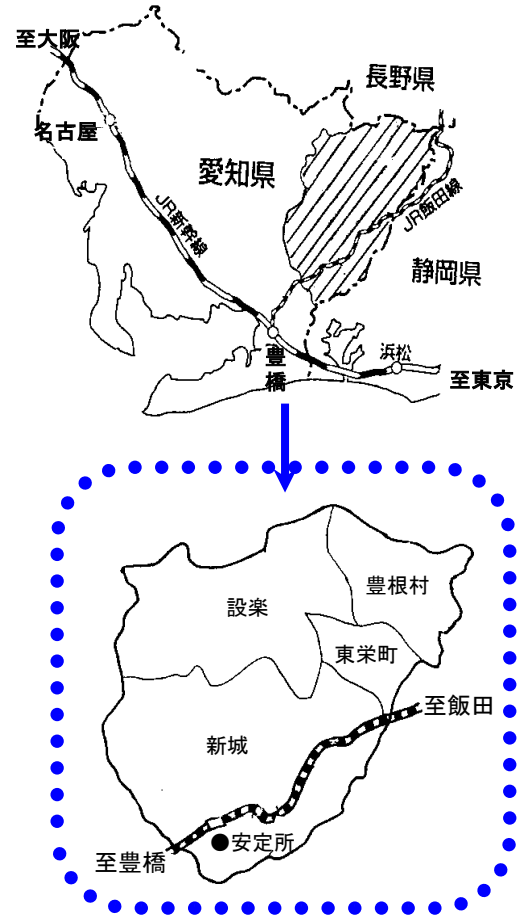 至大阪
長野県
名古屋
愛知県
JR新幹線
JR飯田線
静岡県
豊橋
浜松
至東京
豊根村
設楽
東栄町
至飯田
新城
安定所
至豊橋